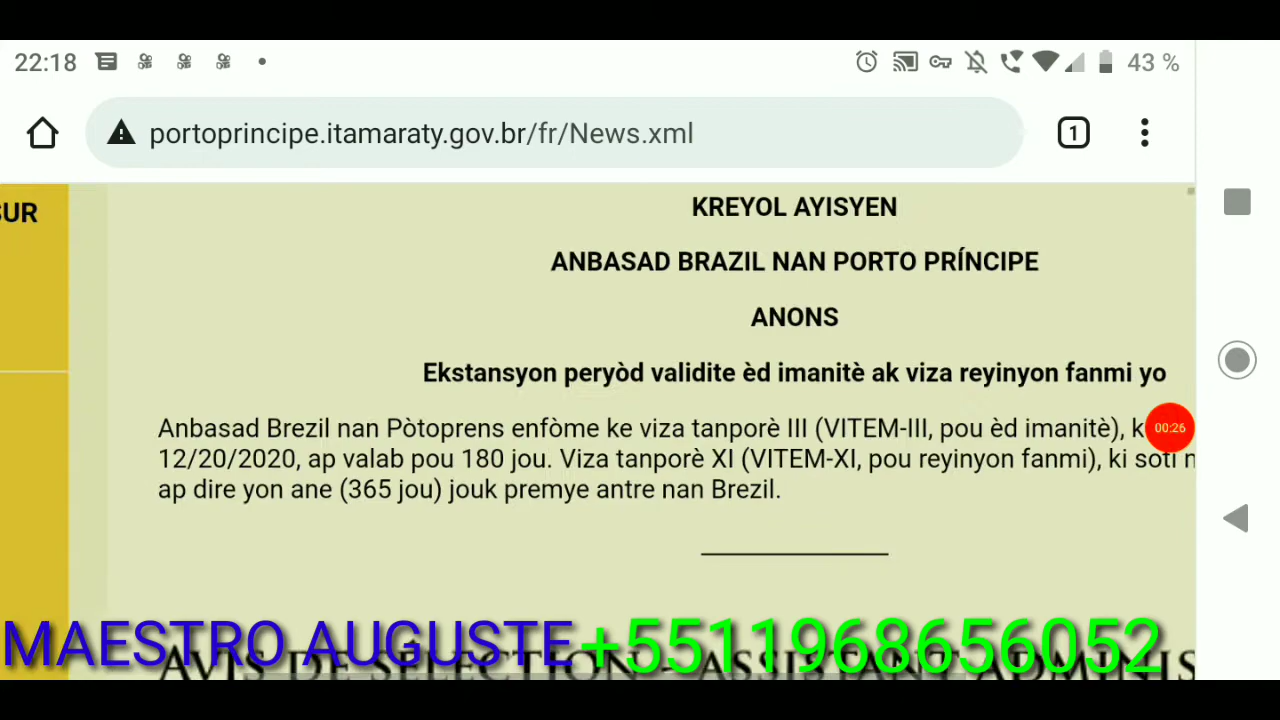 22:18
43 %
portoprincipe.itamaraty.gov.br/fr/News.xml
1
SUR
KREYOL AYISYEN
ANBASAD BRAZIL NAN PORTO PRÍNCIPE
ANONS
Ekstansyon peryòd validite èd imanitè ak viza reyinyon fanmi yo
Anbasad Brezil nan Pòtoprens enfòme ke viza tanporè III (VITEM-III, pou èd imanitè),
00:26
12/20/2020, ap valab pou 180 jou. Viza tanporè XI (VITEM-XI, pou reyinyon fanmi), ki soti
ap dire yon ane (365 jou) jouk premye antre nan Brezil.
MAESTRO AUGUSTE +5511968656052
AVIS DE SÉLECTION - ASSISTANT